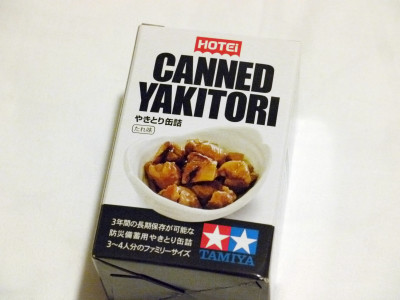 HOTEi
CANNED
YAKITORI
やきとり缶詰
たれ味
3年間の長期保存が可能な
防災備蓄用やきとり缶詰
3〜4人分のファミリーサイズ
TAMIYA